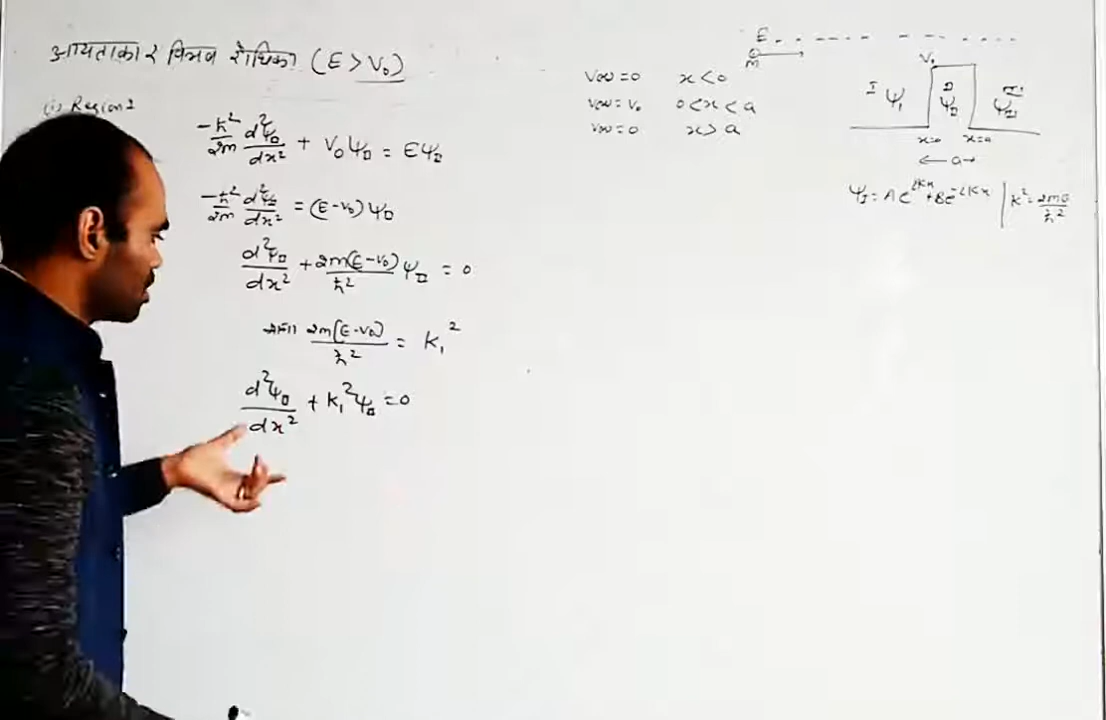 आयताकार विभव रोधिका (E > V₀)
(i) Region I
-ħ²/2m d²ψ_II/dx² + V₀ψ_II = Eψ_II
-ħ²/2m d²ψ_II/dx² = (E-V₀)ψ_II
d²ψ_II/dx² + 2m(E-V₀)/ħ² ψ_II = 0
माना 2m(E-V₀)/ħ² = K₁²
d²ψ_II/dx² + K₁²ψ_II = 0
V(x) = 0 x < 0
V(x) = V₀ 0 < x < a
V(x) = 0 x > a
E
m
V₀
I ψ_I II ψ_II III ψ_III
x=0 x=a
← a →
ψ_I = Ae^{iKx} + Be^{-iKx} | K² = 2mE/ħ²